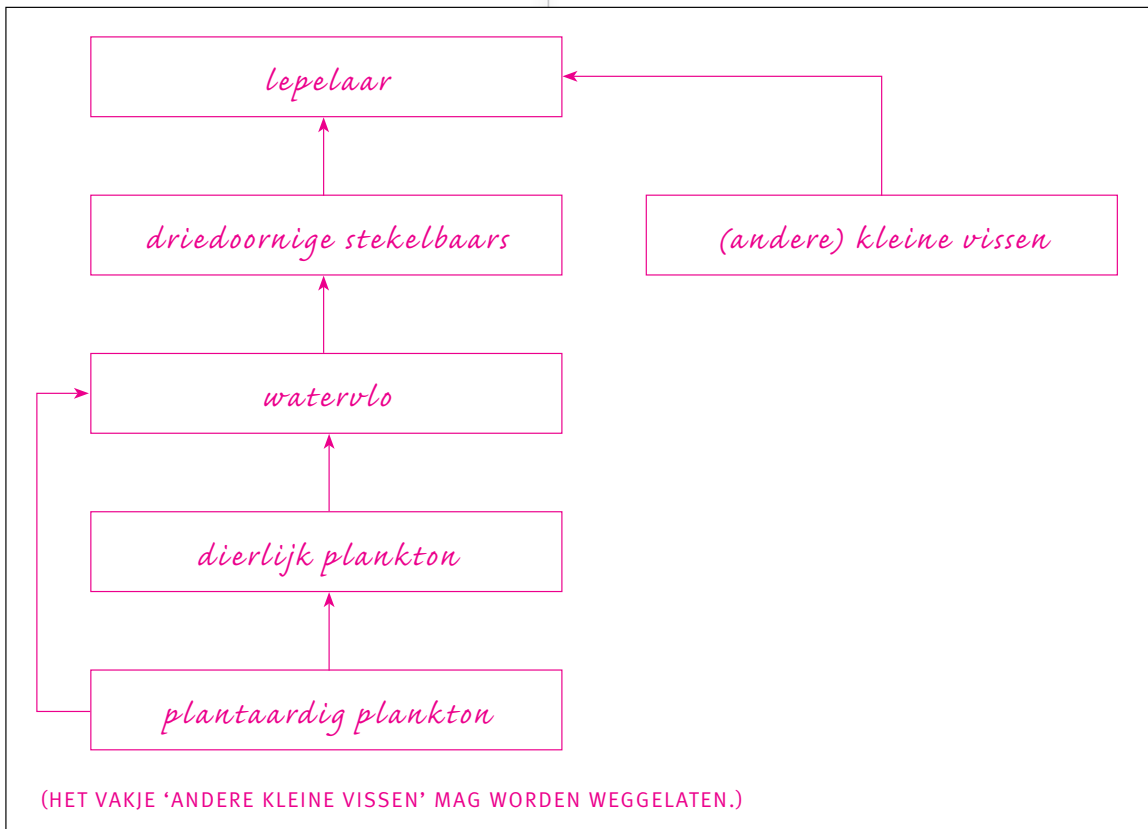 lepelaar
driedoornige stekelbaars
(andere) kleine vissen
watervlo
dierlijk plankton
plantaardig plankton
(HET VAKJE ‘ANDERE KLEINE VISSEN’ MAG WORDEN WEGGELATEN.)